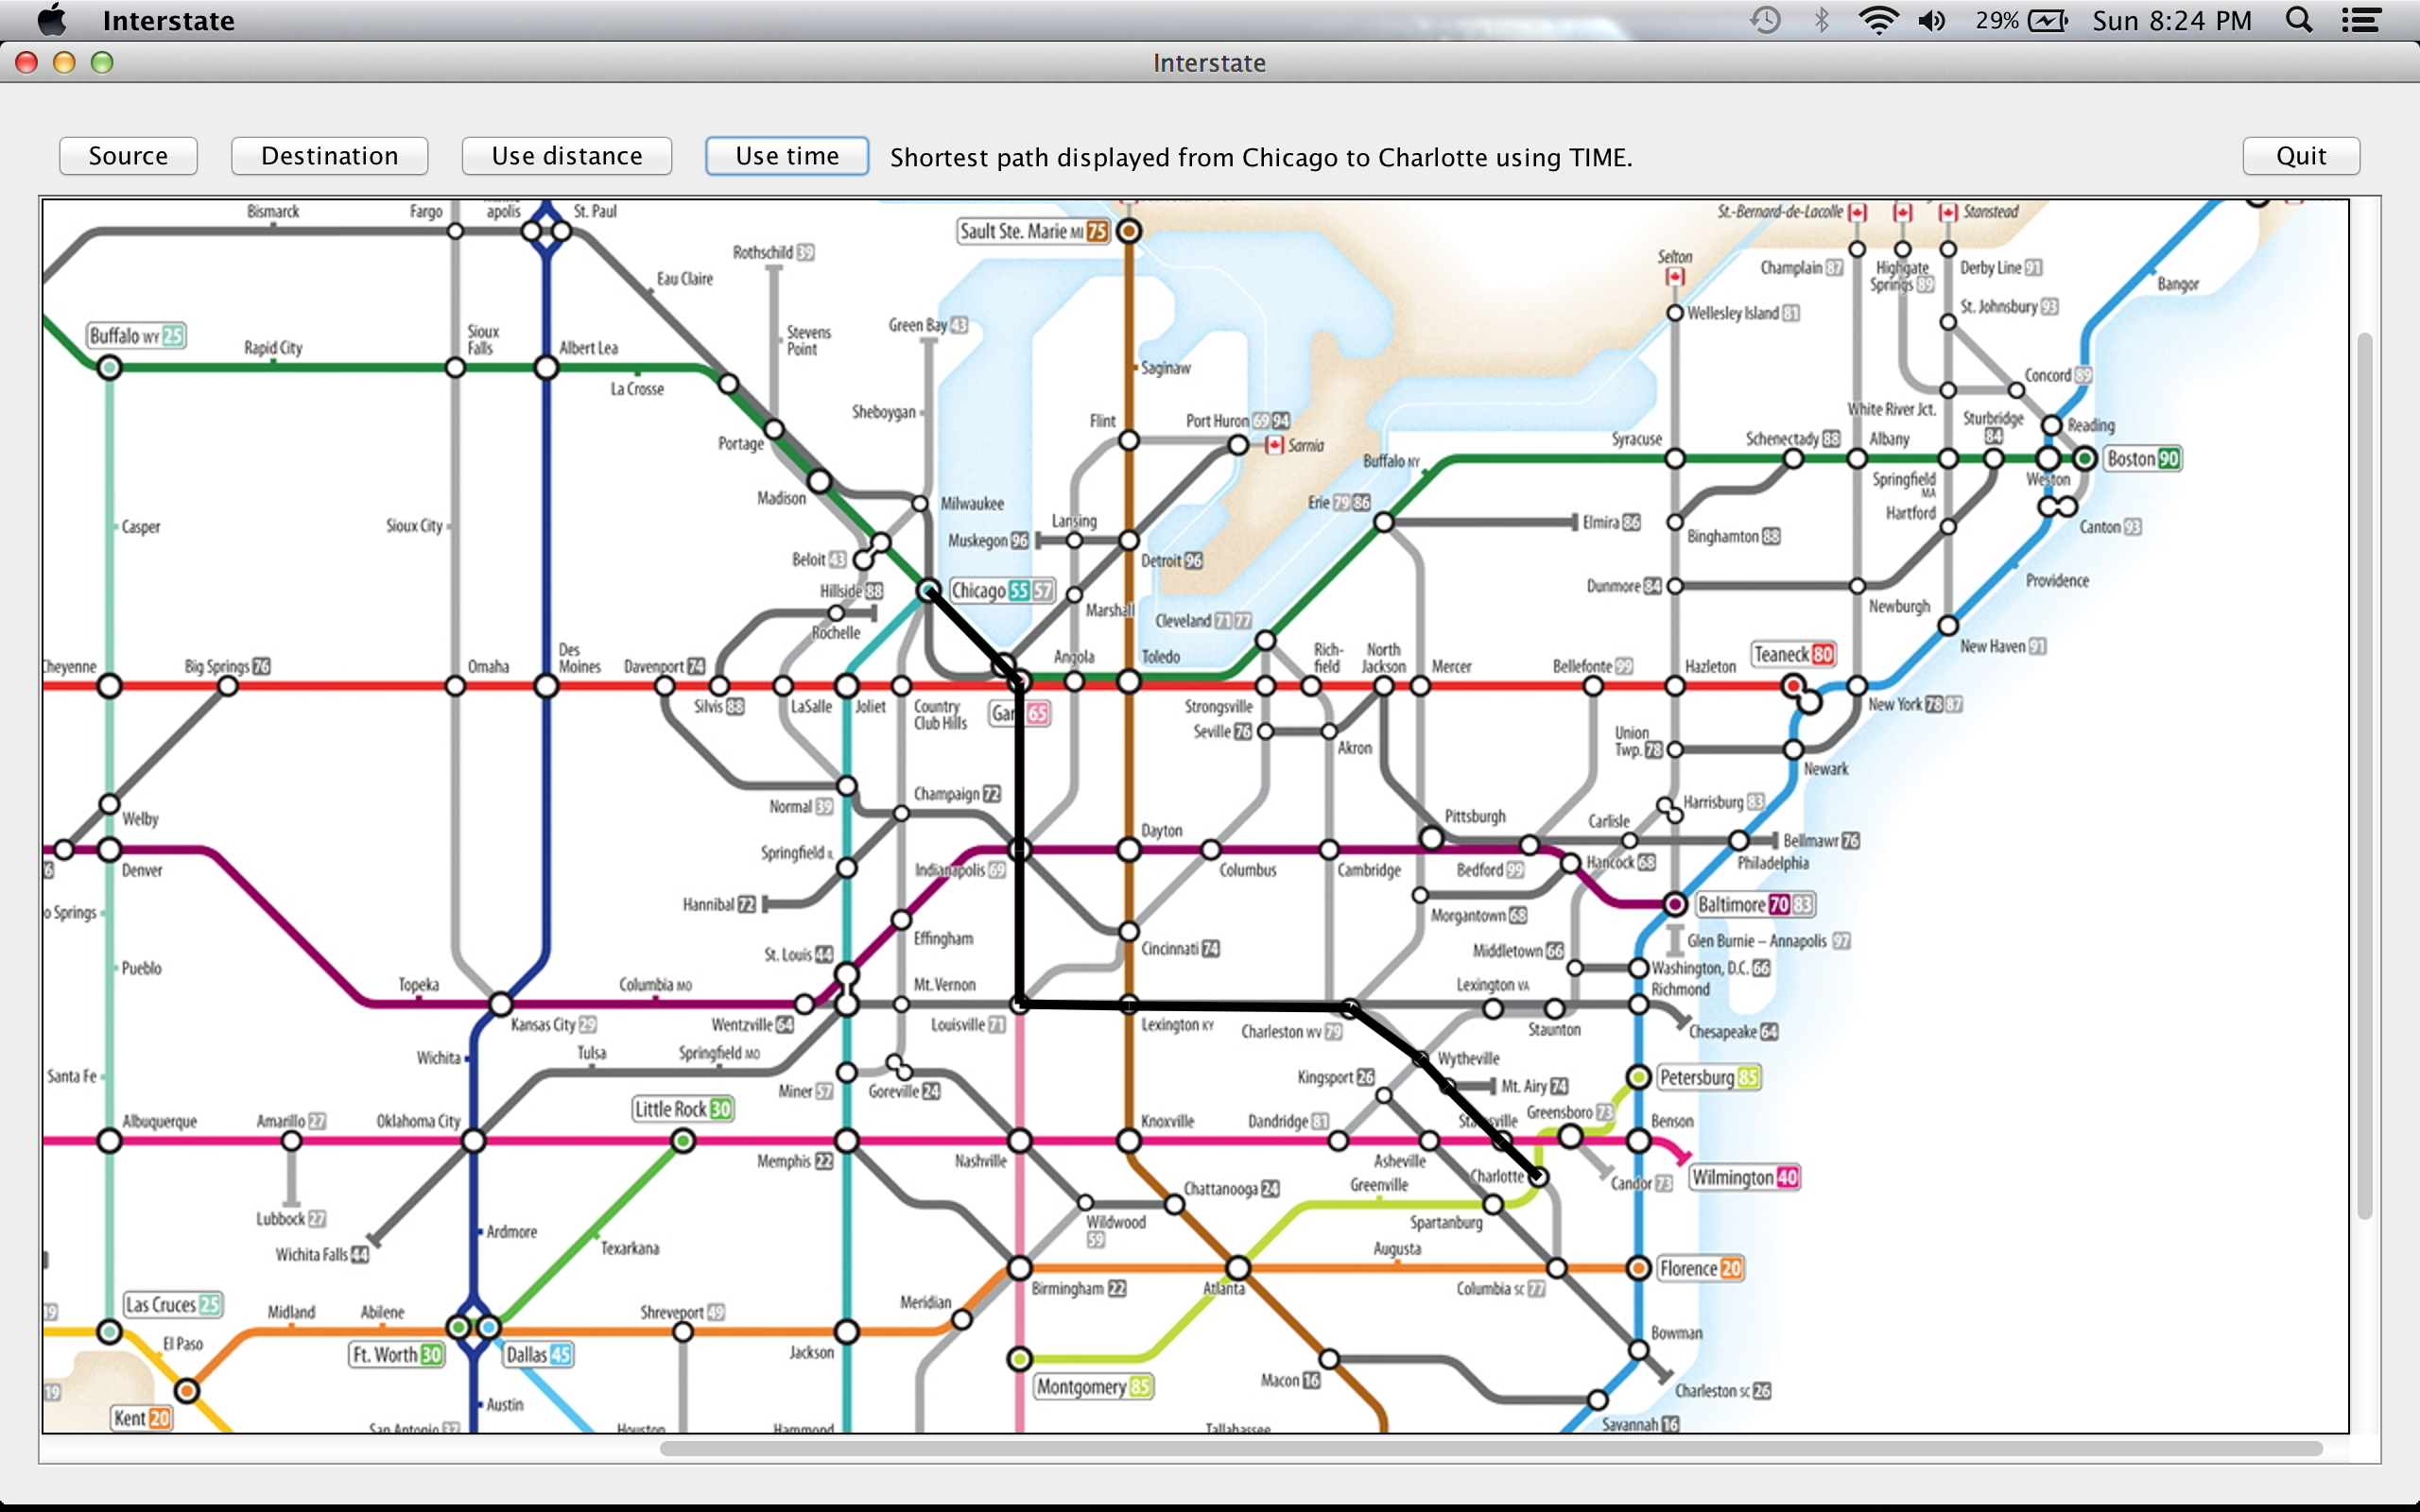 Interstate
29%
Sun 8:24 PM
Interstate
Source
Destination
Use distance
Use time
Shortest path displayed from Chicago to Charlotte using TIME.
Quit
Bismarck
Fargo
apolis
St. Paul
Sault Ste. Marie MI 75
St.-Bernard-de-Lacolle
Stanstead
Rothschild 39
Selton
Champlain 87
Highgate
Springs 89
Derby Line 91
Eau Claire
Bangor
Buffalo WY 25
Sioux
Falls
Stevens
Point
Green Bay 43
Wellesley Island 81
St. Johnsbury 93
Rapid City
Albert Lea
Saginaw
La Crosse
Concord 89
Sheboygan
White River Jct.
Flint
Port Huron 69 94
Sarnia
Sturbridge
84
Reading
Portage
Syracuse
Schenectady 88
Albany
Buffalo NY
Boston 90
Springfield
MA
Weston
Madison
Milwaukee
Erie 79 86
Hartford
Casper
Sioux City
Lansing
Muskegon 96
Elmira 86
Binghamton 88
Canton 93
Beloit 43
Detroit 96
Providence
Hillside 88
Chicago 55 57
Dunmore 84
Newburgh
Marshall
Cleveland 71 77
Rochelle
New Haven 91
Cheyenne
Big Springs 76
Omaha
Des
Moines
Davenport 74
Angola
Toledo
Rich-
field
North
Jackson
Mercer
Bellefonte 99
Hazleton
Teaneck 80
Silvis 88
LaSalle
Joliet
Country
Club Hills
65
Strongsville
New York 78 87
Seville 76
Akron
Union
Twp. 78
Newark
Normal 39
Champaign 72
Harrisburg 83
Welby
Pittsburgh
Carlisle
Dayton
Bellmawr 76
Springfield IL
Denver
Indianapolis 69
Columbus
Cambridge
Bedford 99
Hancock 68
Philadelphia
Hannibal 72
Baltimore 70 83
o Springs
Morgantown 68
Effingham
Glen Burnie – Annapolis 97
Cincinnati 74
Middletown 66
St. Louis 44
Pueblo
Washington, D.C. 66
Topeka
Columbia MO
Mt. Vernon
Lexington VA
Richmond
Kansas City 29
Wentzville 64
Louisville 71
Lexington KY
Charleston WV 79
Staunton
Chesapeake 64
Wichita
Tulsa
Springfield MO
Wytheville
Santa Fe
Kingsport 26
Mt. Airy 74
Petersburg 85
Miner 57
Goreville 24
Little Rock 30
Greensboro 73
Albuquerque
Amarillo 27
Oklahoma City
Knoxville
Dandridge 81
Benson
Memphis 22
Nashville
Asheville
Charlotte
Candor 73
Wilmington 40
Chattanooga 24
Greenville
Lubbock 27
Wildwood
59
Spartanburg
Ardmore
Wichita Falls 44
Texarkana
Augusta
Florence 20
Birmingham 22
Atlanta
Columbia SC 77
Las Cruces 25
Midland
Abilene
Shreveport 49
Meridian
El Paso
Bowman
Ft. Worth 30
Dallas 45
Jackson
Montgomery 85
Macon 16
Charleston SC 26
19
Kent 20
Austin
San Antonio 37
Houston
Hammond
Tallahassee
Savannah 16